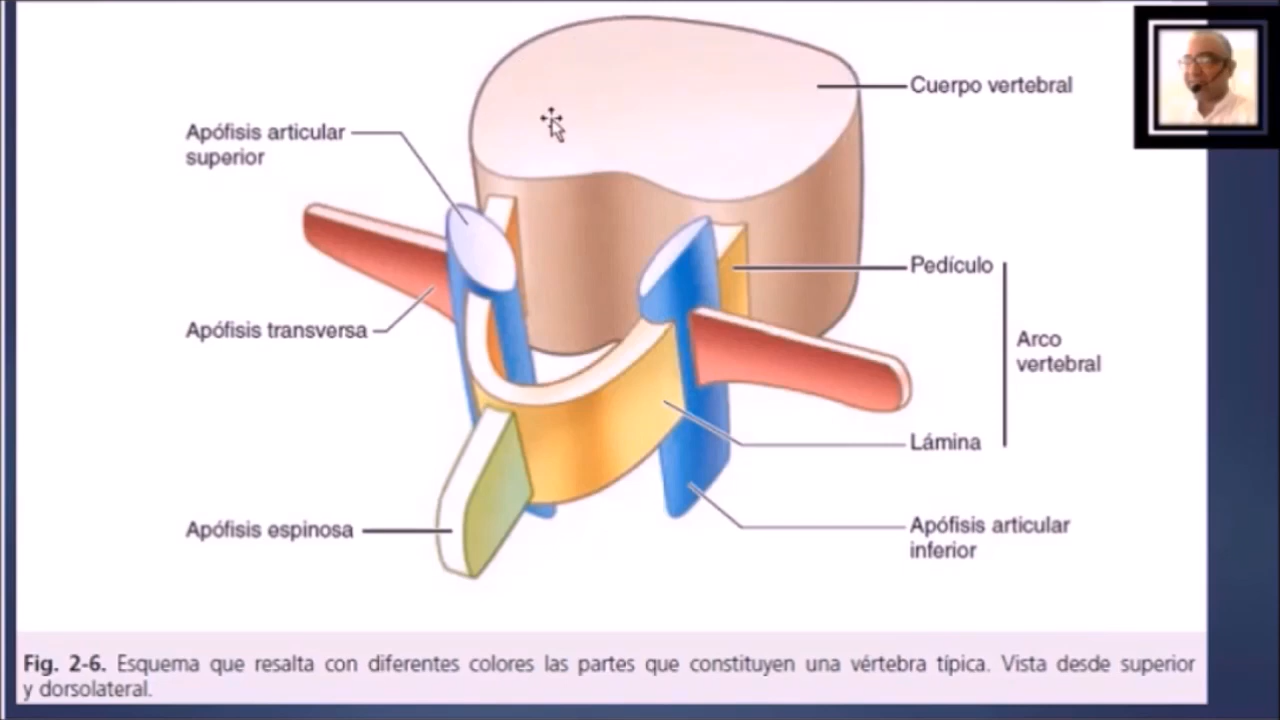 Cuerpo vertebral
Apófisis articular
superior
Pedículo
Apófisis transversa
Arco
vertebral
Lámina
Apófisis espinosa
Apófisis articular
inferior
Fig. 2-6. Esquema que resalta con diferentes colores las partes que constituyen una vértebra típica. Vista desde superior
y dorsolateral.